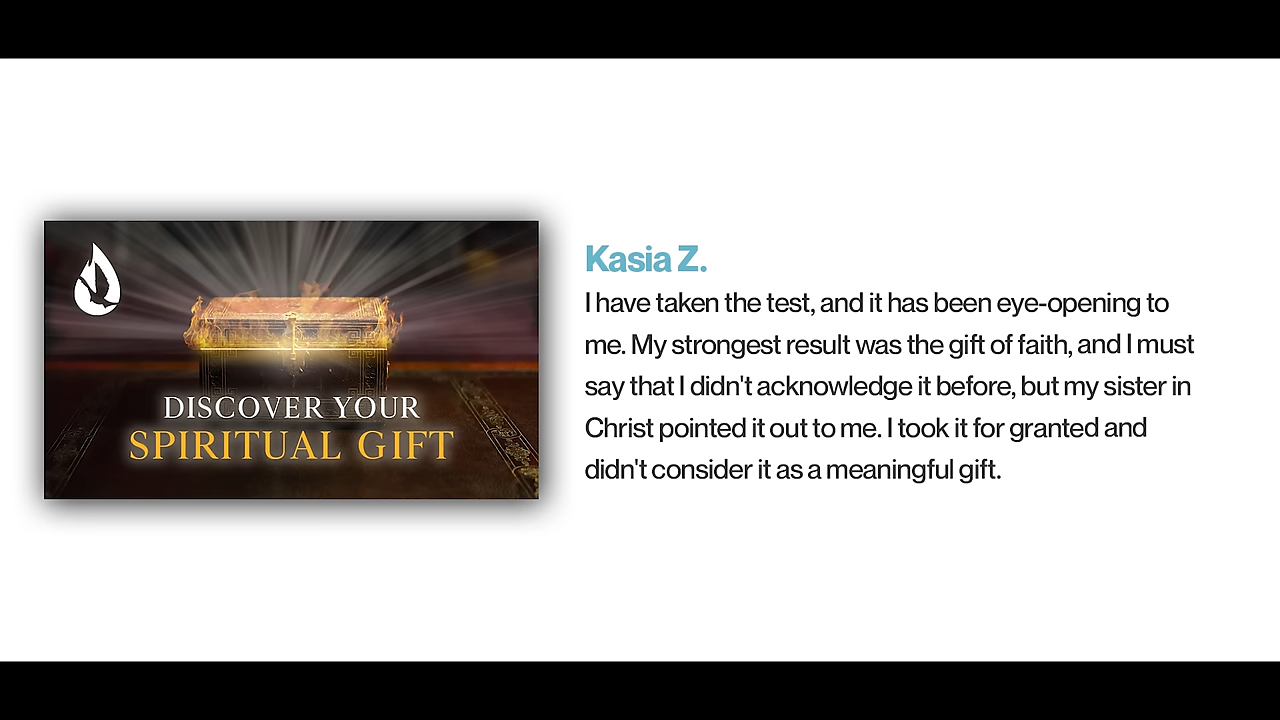 DISCOVER YOUR
SPIRITUAL GIFT
Kasia Z.
I have taken the test, and it has been eye-opening to
me. My strongest result was the gift of faith, and I must
say that I didn't acknowledge it before, but my sister in
Christ pointed it out to me. I took it for granted and
didn't consider it as a meaningful gift.